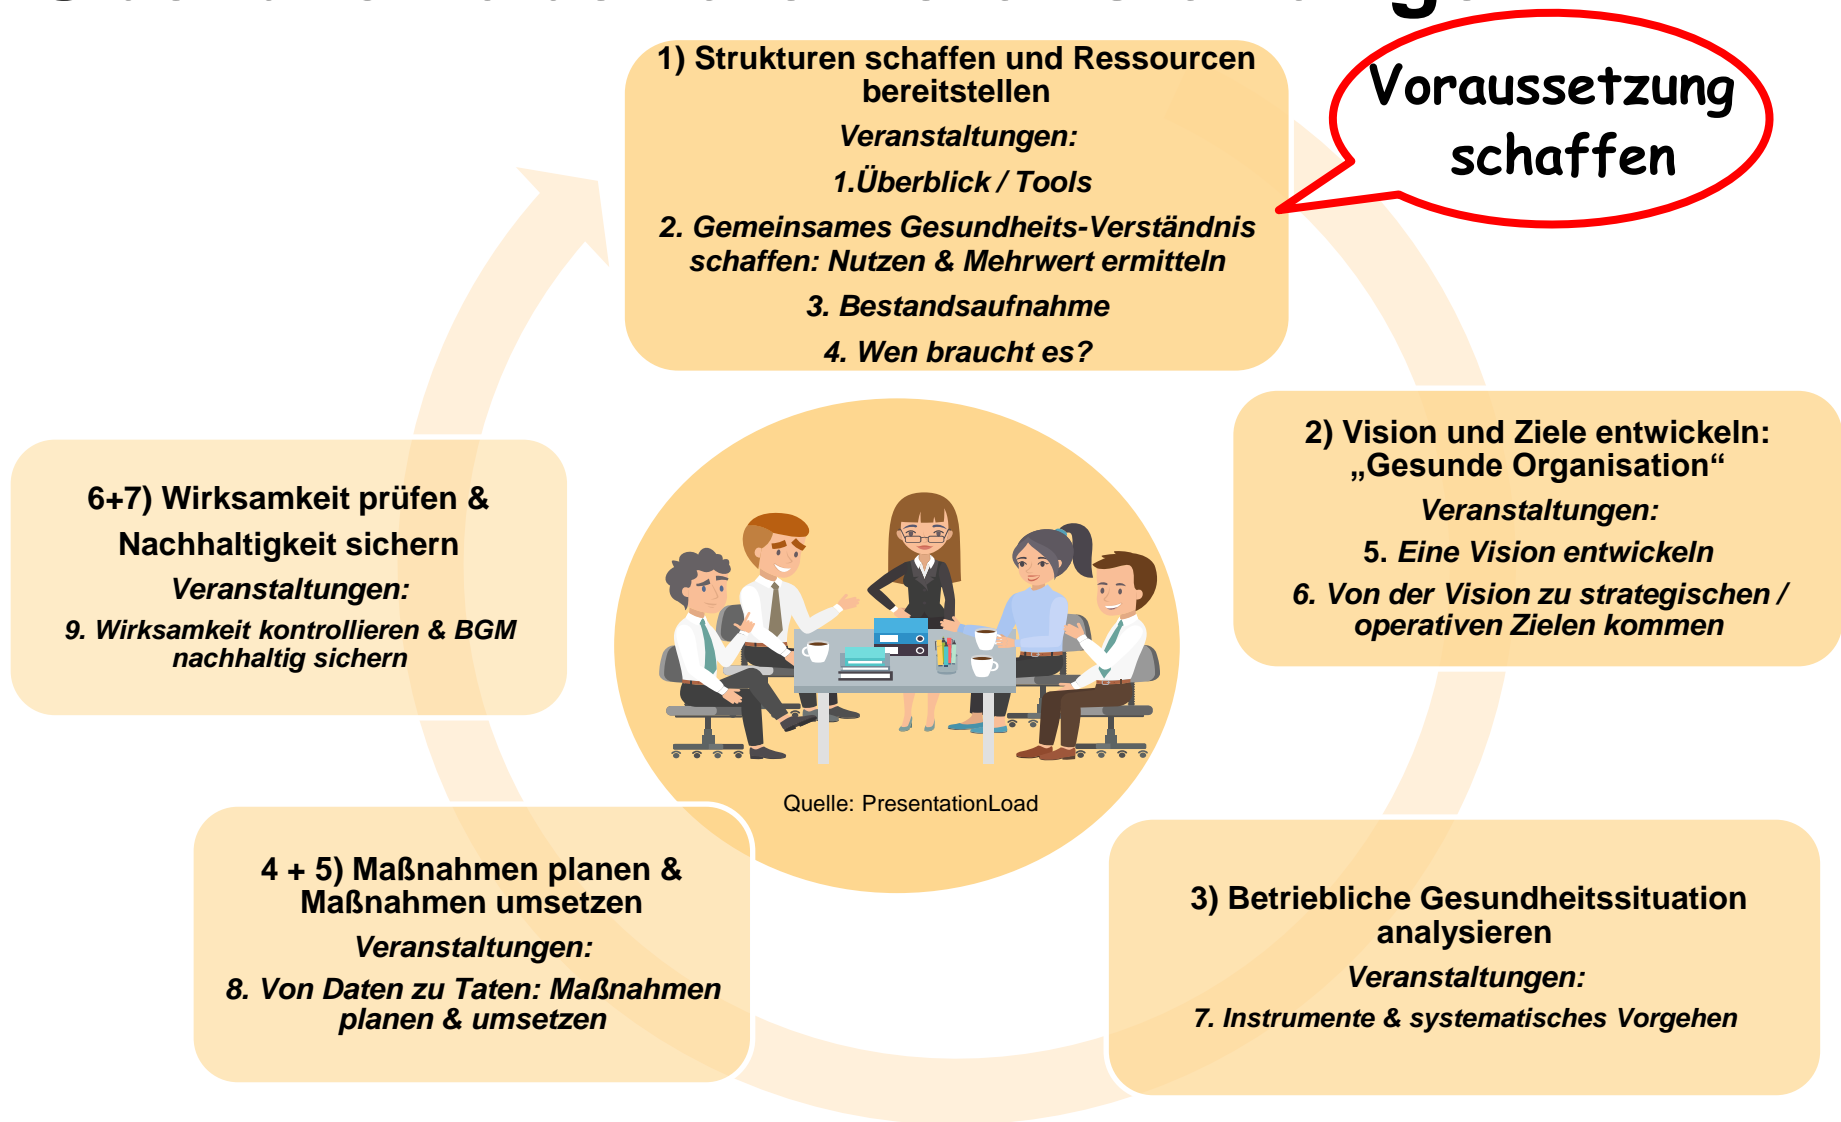 1) Strukturen schaffen und Ressourcen
bereitstellen
Veranstaltungen:
1.Überblick / Tools
2. Gemeinsames Gesundheits-Verständnis
schaffen: Nutzen & Mehrwert ermitteln
3. Bestandsaufnahme
4. Wen braucht es?
Voraussetzung
schaffen
2) Vision und Ziele entwickeln:
„Gesunde Organisation“
Veranstaltungen:
5. Eine Vision entwickeln
6. Von der Vision zu strategischen /
operativen Zielen kommen
3) Betriebliche Gesundheitssituation
analysieren
Veranstaltungen:
7. Instrumente & systematisches Vorgehen
4 + 5) Maßnahmen planen &
Maßnahmen umsetzen
Veranstaltungen:
8. Von Daten zu Taten: Maßnahmen
planen & umsetzen
6+7) Wirksamkeit prüfen &
Nachhaltigkeit sichern
Veranstaltungen:
9. Wirksamkeit kontrollieren & BGM
nachhaltig sichern
Quelle: PresentationLoad